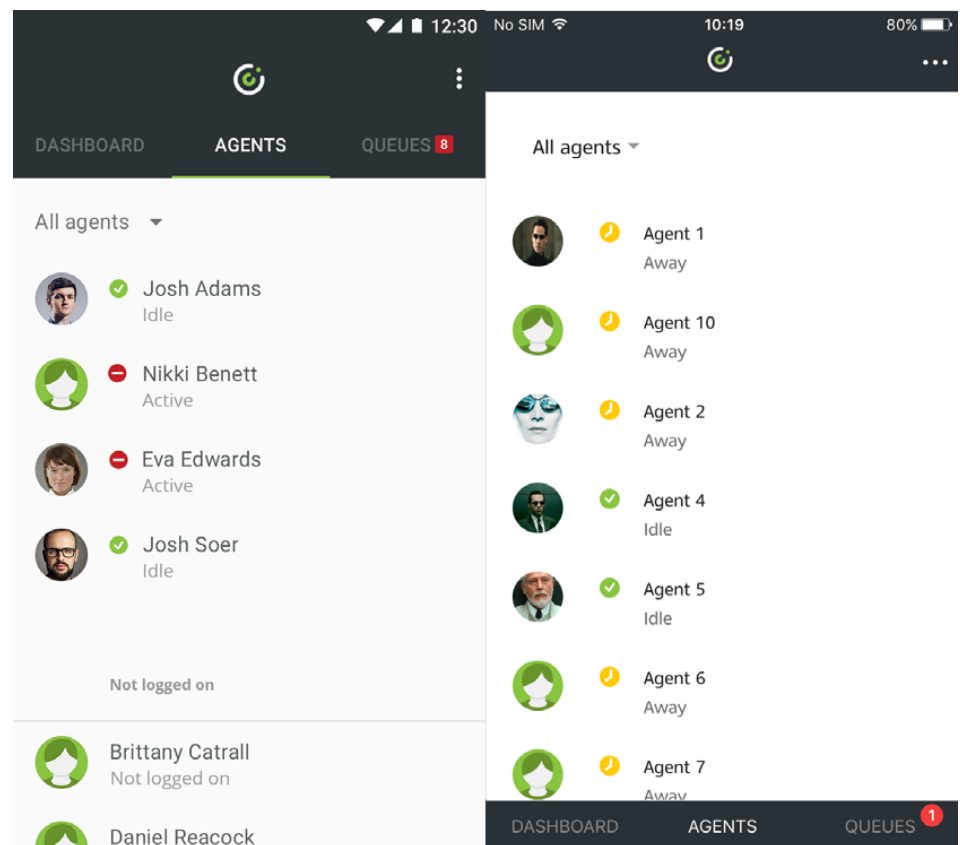 12:30
DASHBOARD AGENTS QUEUES 8
All agents
Josh Adams
Idle
Nikki Benett
Active
Eva Edwards
Active
Josh Soer
Idle
Not logged on
Brittany Catrall
Not logged on
Daniel Reacock
No SIM 10:19 80%
All agents
Agent 1
Away
Agent 10
Away
Agent 2
Away
Agent 4
Idle
Agent 5
Idle
Agent 6
Away
Agent 7
Away
DASHBOARD AGENTS QUEUES 1